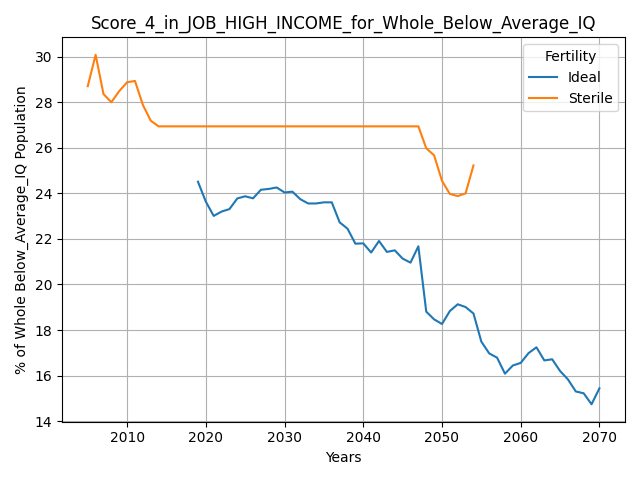 Score_4_in_JOB_HIGH_INCOME_for_Whole_Below_Average_IQ
Fertility
Ideal
Sterile
% of Whole Below_Average_IQ Population
30
28
26
24
22
20
18
16
14
2010
2020
2030
2040
2050
2060
2070
Years